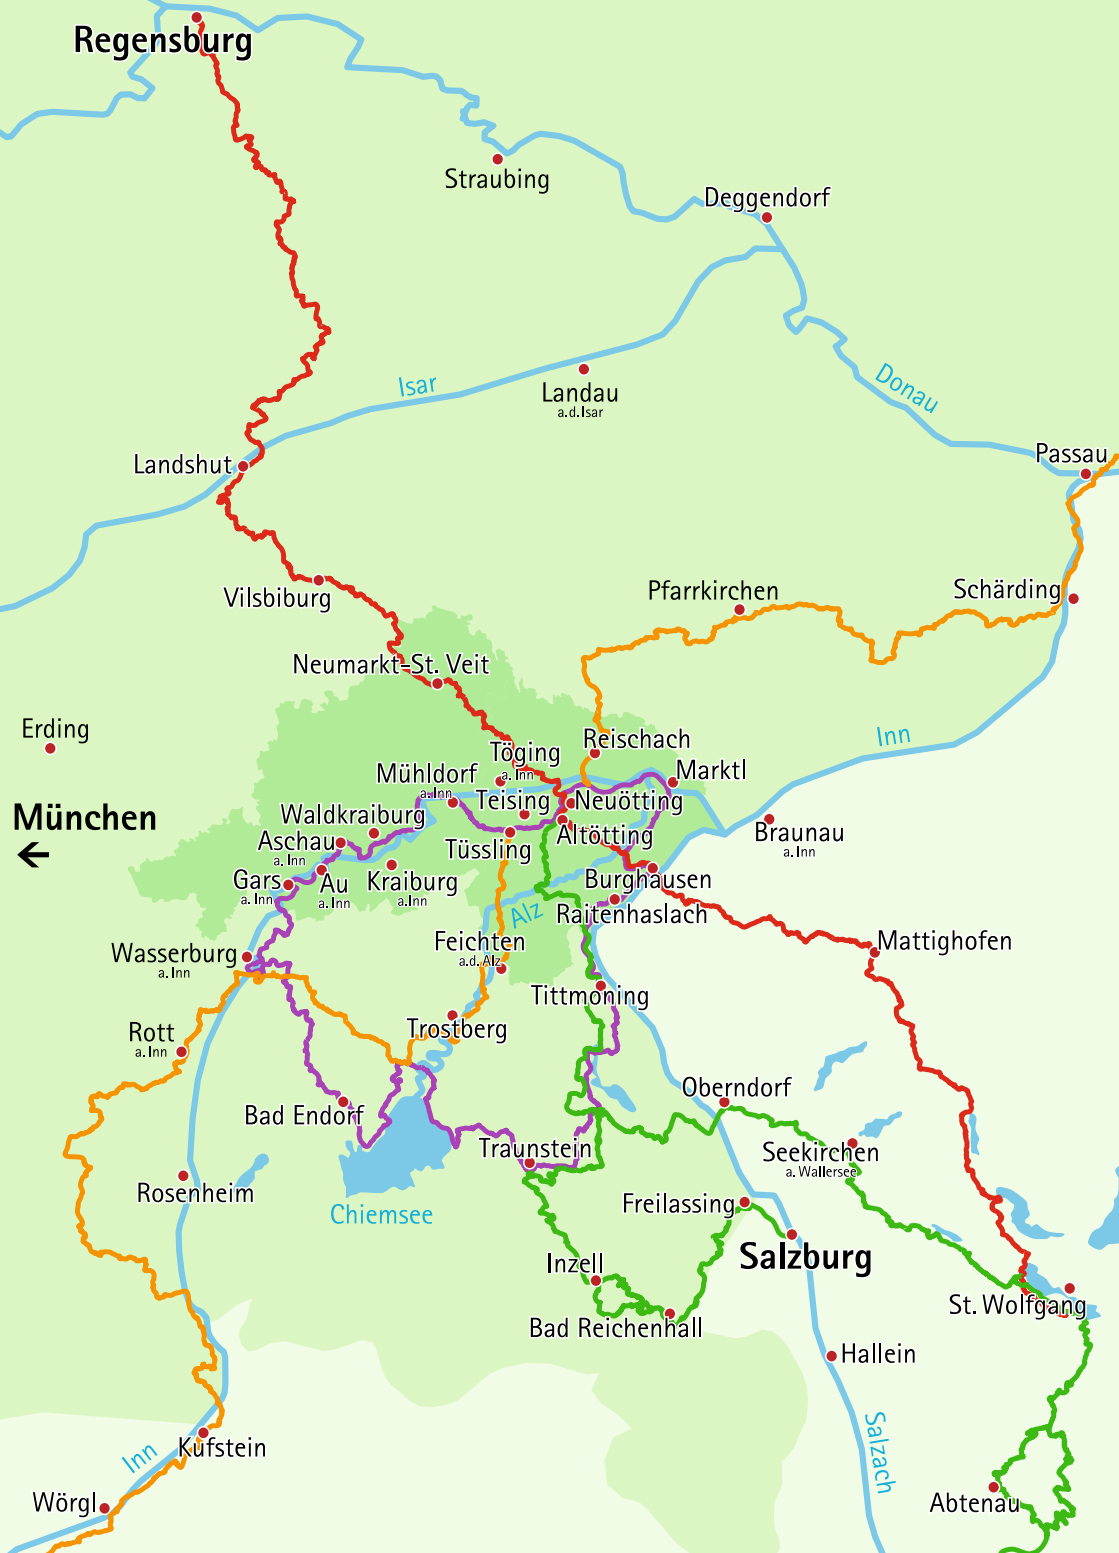 Regensburg
Straubing
Deggendorf
Isar
Donau
Landau
a.d.Isar
Passau
Landshut
Schärding
Pfarrkirchen
Vilsbiburg
Neumarkt-St. Veit
Erding
Inn
Reischach
Töging
a. Inn
Marktl
Mühldorf
a. Inn
Teising
Neuötting
München
Waldkraiburg
Braunau
a. Inn
Aschau
a. Inn
Tüssling
Altötting
Gars
a. Inn
Au
a. Inn
Kraiburg
a.Inn
Burghausen
Alz
Raitenhaslach
Wasserburg
a. Inn
Feichten
a.d. Alz
Mattighofen
Tittmoning
Rott
a. Inn
Trostberg
Oberndorf
Bad Endorf
Traunstein
Seekirchen
a. Wallersee
Rosenheim
Chiemsee
Freilassing
Salzburg
Inzell
St. Wolfgang
Bad Reichenhall
Hallein
Kufstein
Inn
Salzach
Wörgl
Abtenau